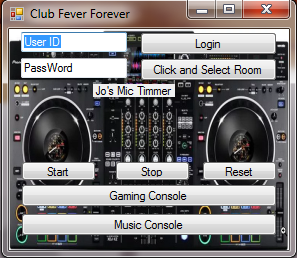 Club Fever Forever
User ID
Login
PassWord
Click and Select Room
Jo's Mic Timmer
Start
Stop
Reset
Gaming Console
Music Console